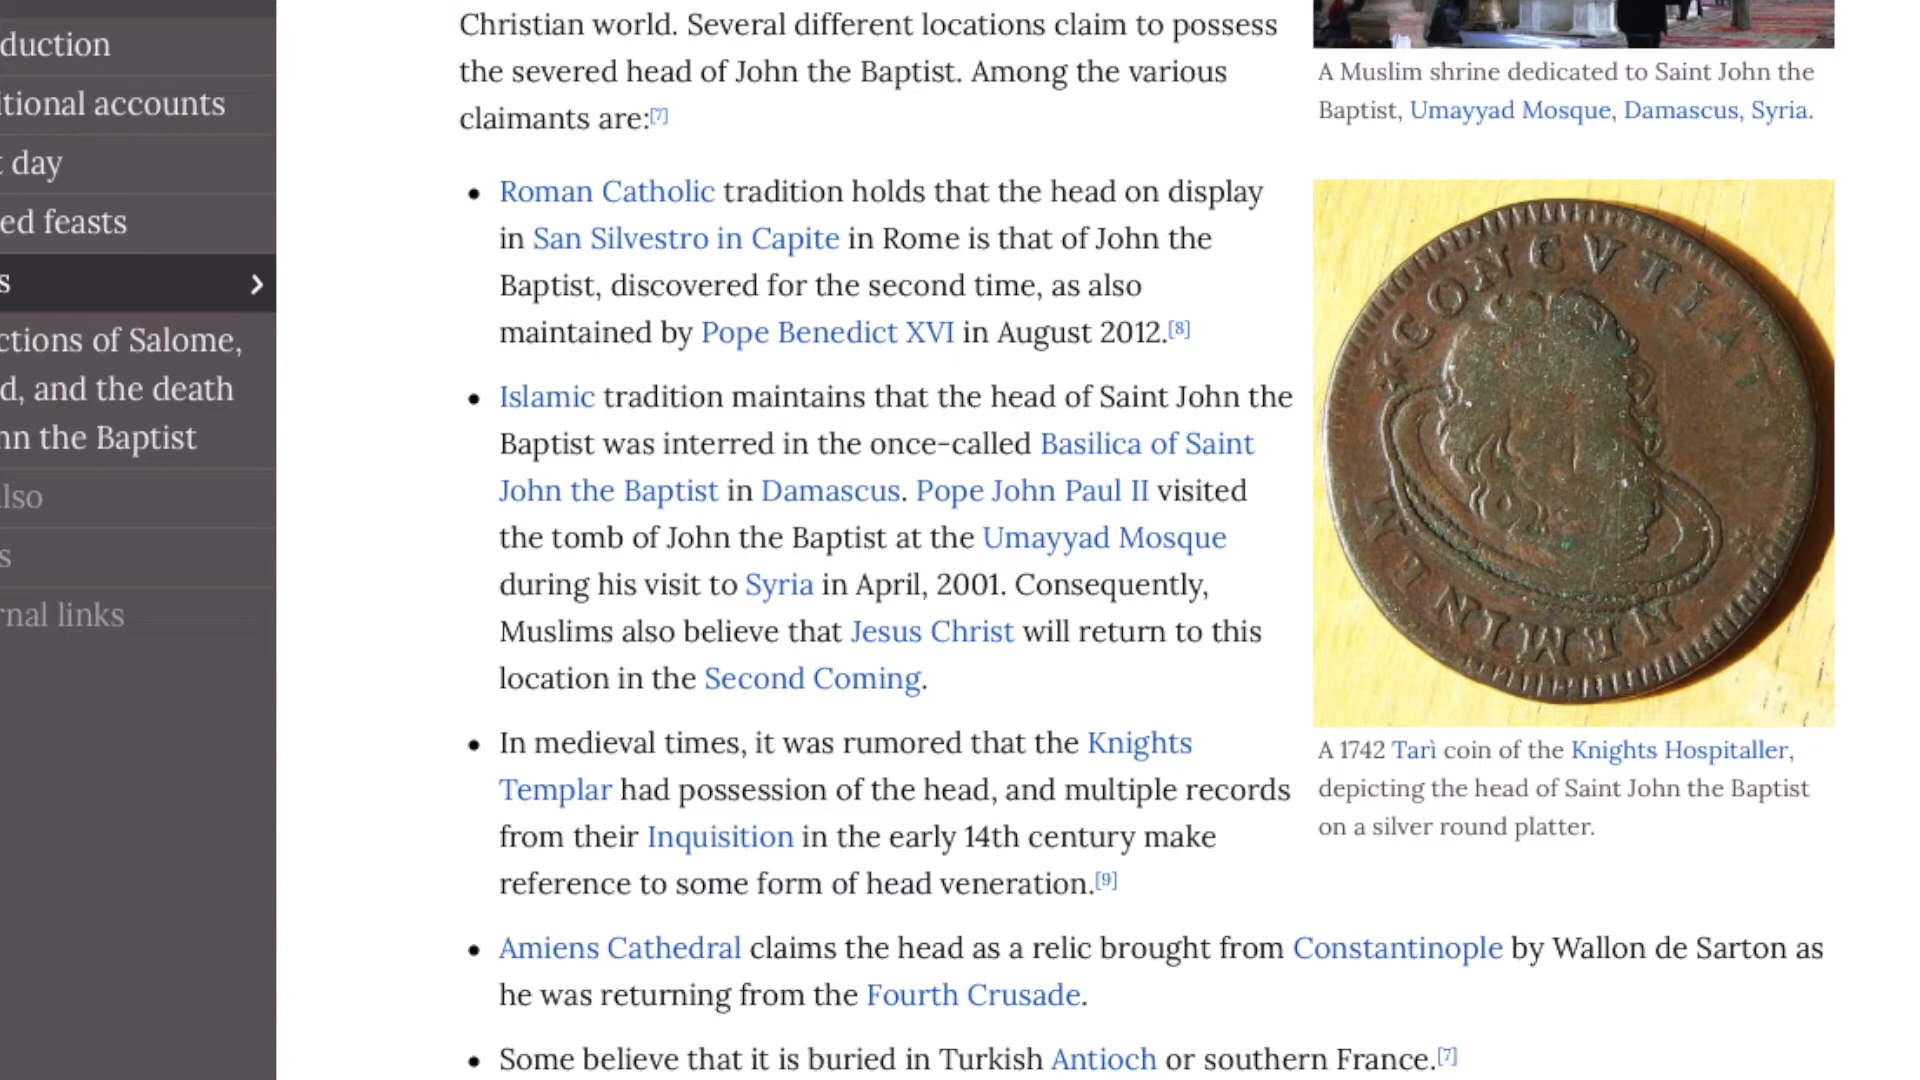 duction
itional accounts
t day
ed feasts
s
ctions of Salome,
d, and the death
hn the Baptist
also
s
rnal links
Christian world. Several different locations claim to possess
the severed head of John the Baptist. Among the various
claimants are:[7]
• Roman Catholic tradition holds that the head on display
in San Silvestro in Capite in Rome is that of John the
Baptist, discovered for the second time, as also
maintained by Pope Benedict XVI in August 2012.[8]
• Islamic tradition maintains that the head of Saint John the
Baptist was interred in the once-called Basilica of Saint
John the Baptist in Damascus. Pope John Paul II visited
the tomb of John the Baptist at the Umayyad Mosque
during his visit to Syria in April, 2001. Consequently,
Muslims also believe that Jesus Christ will return to this
location in the Second Coming.
• In medieval times, it was rumored that the Knights
Templar had possession of the head, and multiple records
from their Inquisition in the early 14th century make
reference to some form of head veneration.[9]
• Amiens Cathedral claims the head as a relic brought from Constantinople by Wallon de Sarton as
he was returning from the Fourth Crusade.
• Some believe that it is buried in Turkish Antioch or southern France.[7]
A Muslim shrine dedicated to Saint John the
Baptist, Umayyad Mosque, Damascus, Syria.
CONCVTIAT
NEMINIM
A 1742 Tarì coin of the Knights Hospitaller,
depicting the head of Saint John the Baptist
on a silver round platter.